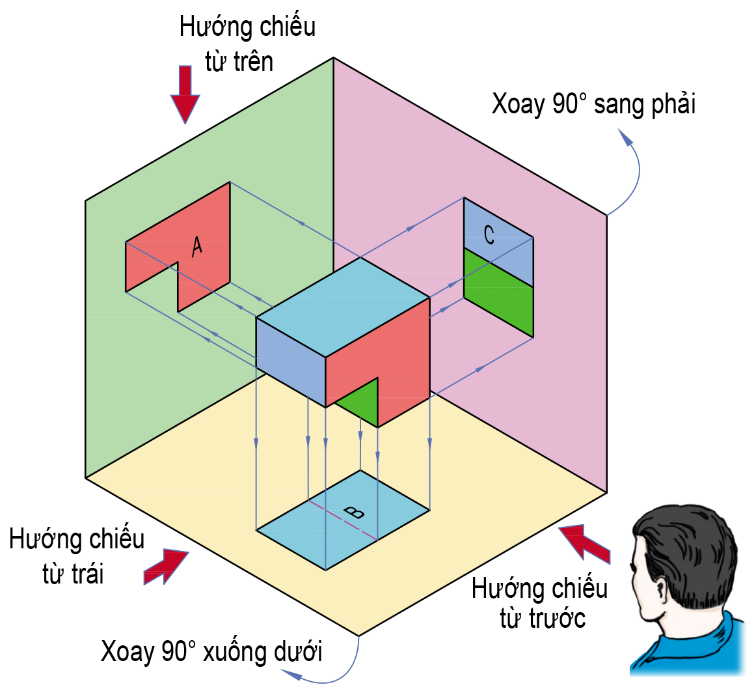 Hướng chiếu
từ trên
Xoay 90° sang phải
A
C
B
Hướng chiếu
từ trái
Hướng chiếu
từ trước
Xoay 90° xuống dưới